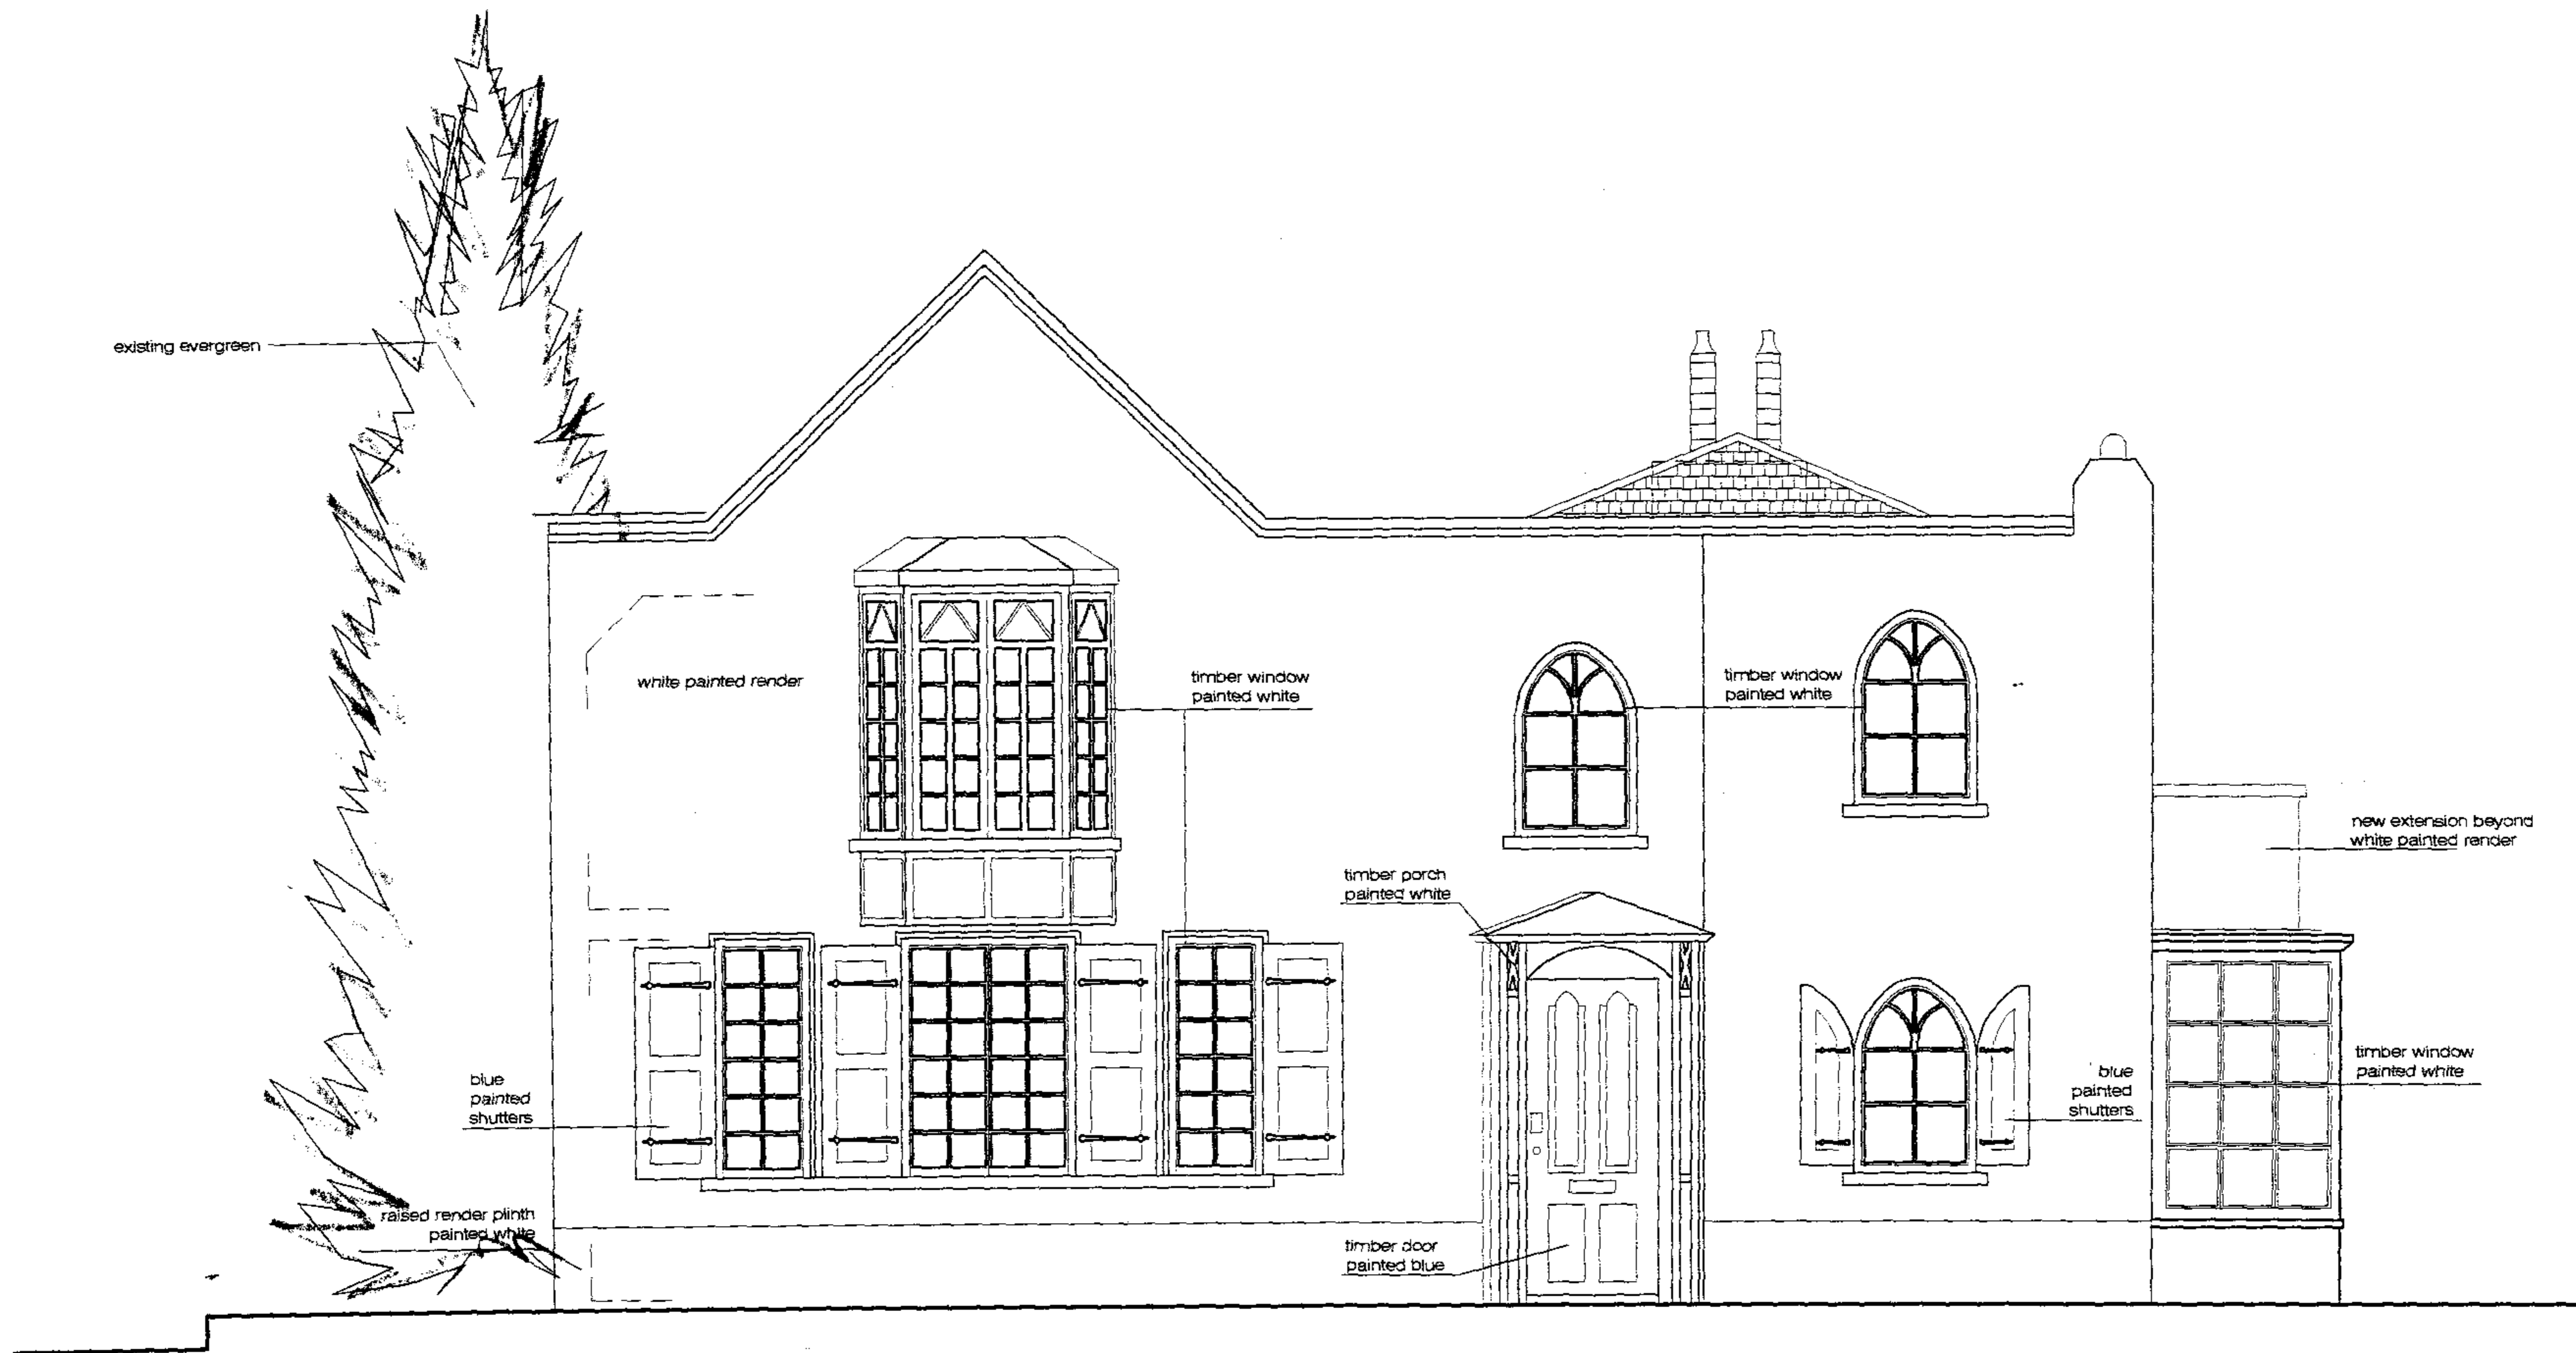 existing evergreen
white painted render
timber window
painted white
timber window
painted white
new extension beyond
white painted render
timber porch
painted white
timber window
painted white
blue
painted
shutters
blue
painted
shutters
raised render plinth
painted white
timber door
painted blue